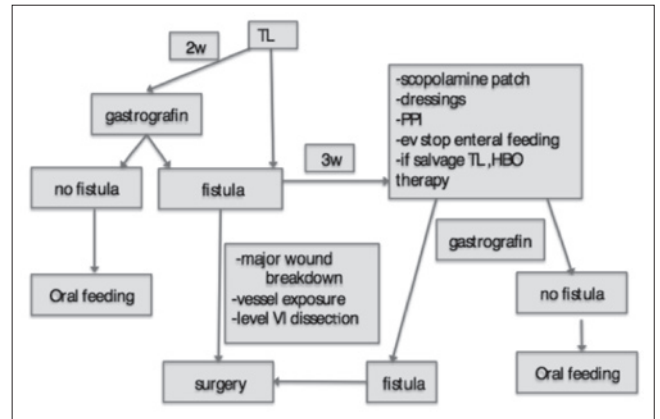 TL
2w
gastrografin
no fistula
fistula
3w
-scopolamine patch
-dressings
-PPI
-ev stop enteral feeding
-if salvage TL ,HBO
therapy
Oral feeding
-major wound
breakdown
-vessel exposure
-level VI dissection
gastrografin
no fistula
surgery
fistula
Oral feeding